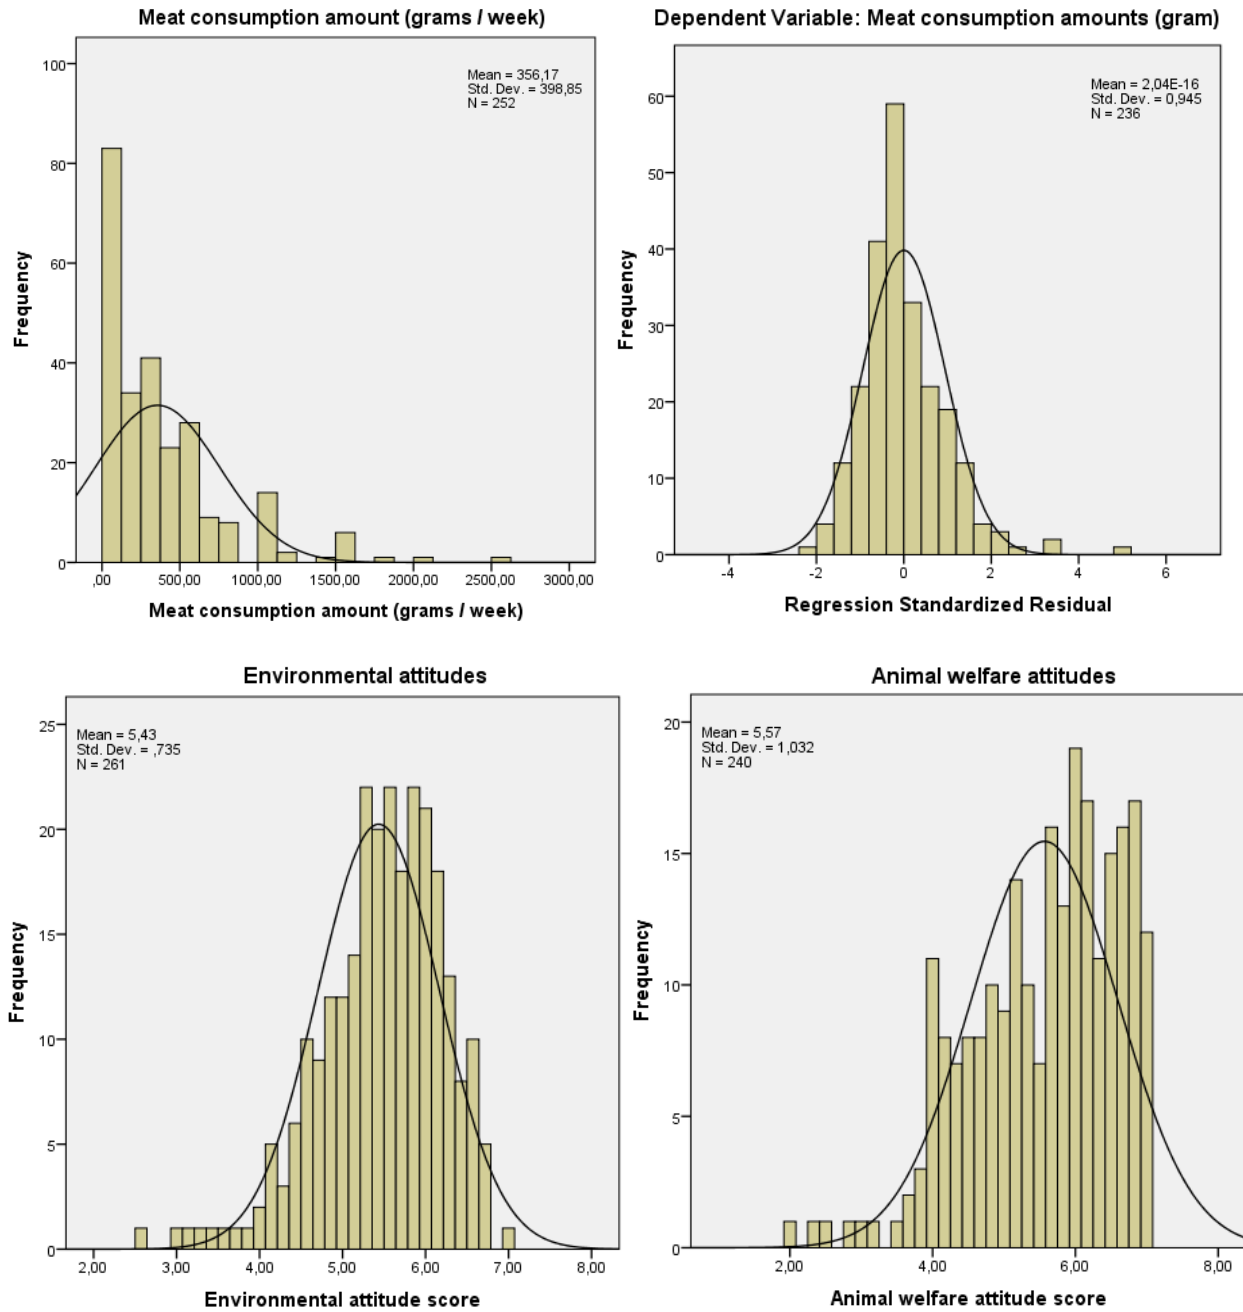 Meat consumption amount (grams / week)
Mean = 356,17
Std. Dev. = 398,85
N = 252
100
80
60
40
20
0
Frequency
,00 500,00 1000,00 1500,00 2000,00 2500,00 3000,00
Meat consumption amount (grams / week)
Dependent Variable: Meat consumption amounts (gram)
Mean = 2,04E-16
Std. Dev. = 0,945
N = 236
60
50
40
30
20
10
0
Frequency
-4 -2 0 2 4 6
Regression Standardized Residual
Environmental attitudes
Mean = 5,43
Std. Dev. = ,735
N = 261
25
20
15
10
5
0
Frequency
2,00 3,00 4,00 5,00 6,00 7,00 8,00
Environmental attitude score
Animal welfare attitudes
Mean = 5,57
Std. Dev. = 1,032
N = 240
20
15
10
5
0
Frequency
2,00 4,00 6,00 8,00
Animal welfare attitude score